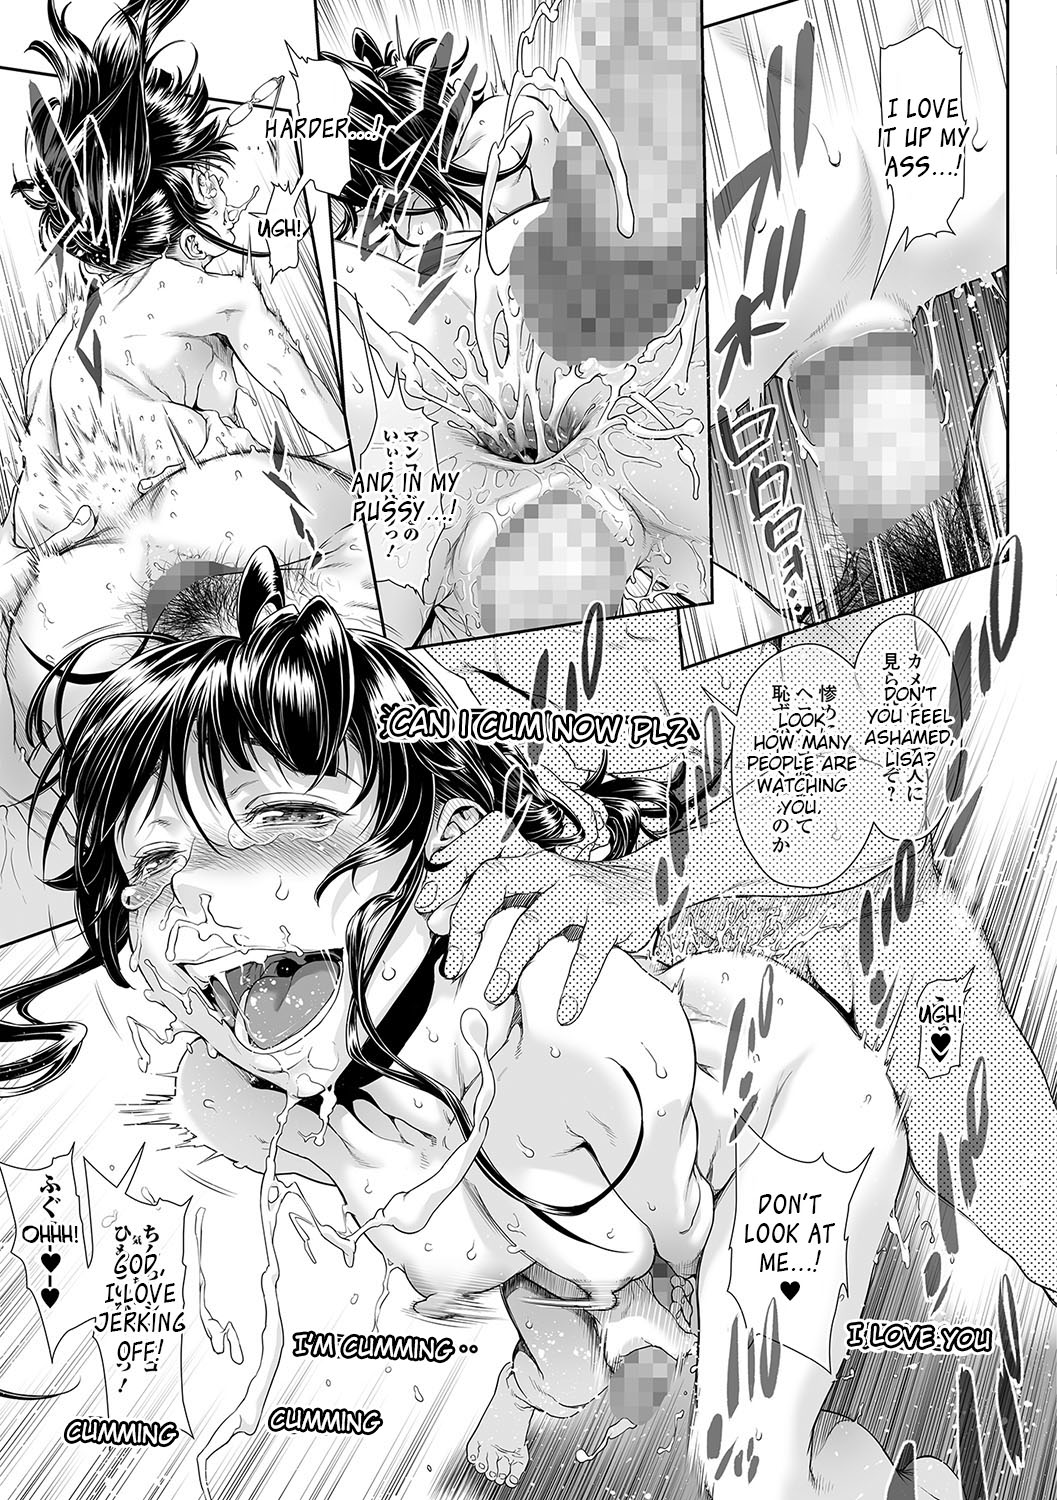 I LOVE
IT UP MY
ASS...!
HARDER...!
UGH!
AND IN MY
PUSSY...!
DON'T
YOU FEEL
ASHAMED,
LISA?
LOOK
HOW MANY
PEOPLE ARE
WATCHING
YOU
CAN I CUM NOW PLZ
UGH!
♥
DON'T
LOOK AT
ME...!
♥
I LOVE YOU
OHHH!
ー♥ー♥
GOD,
I LOVE
JERKING
OFF!
I'M CUMMING ··
CUMMING
CUMMING